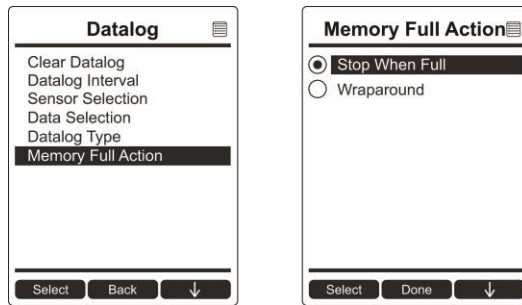 Datalog
Clear Datalog
Datalog Interval
Sensor Selection
Data Selection
Datalog Type
Memory Full Action
Select Back ↓
Memory Full Action
Stop When Full
Wraparound
Select Done ↓